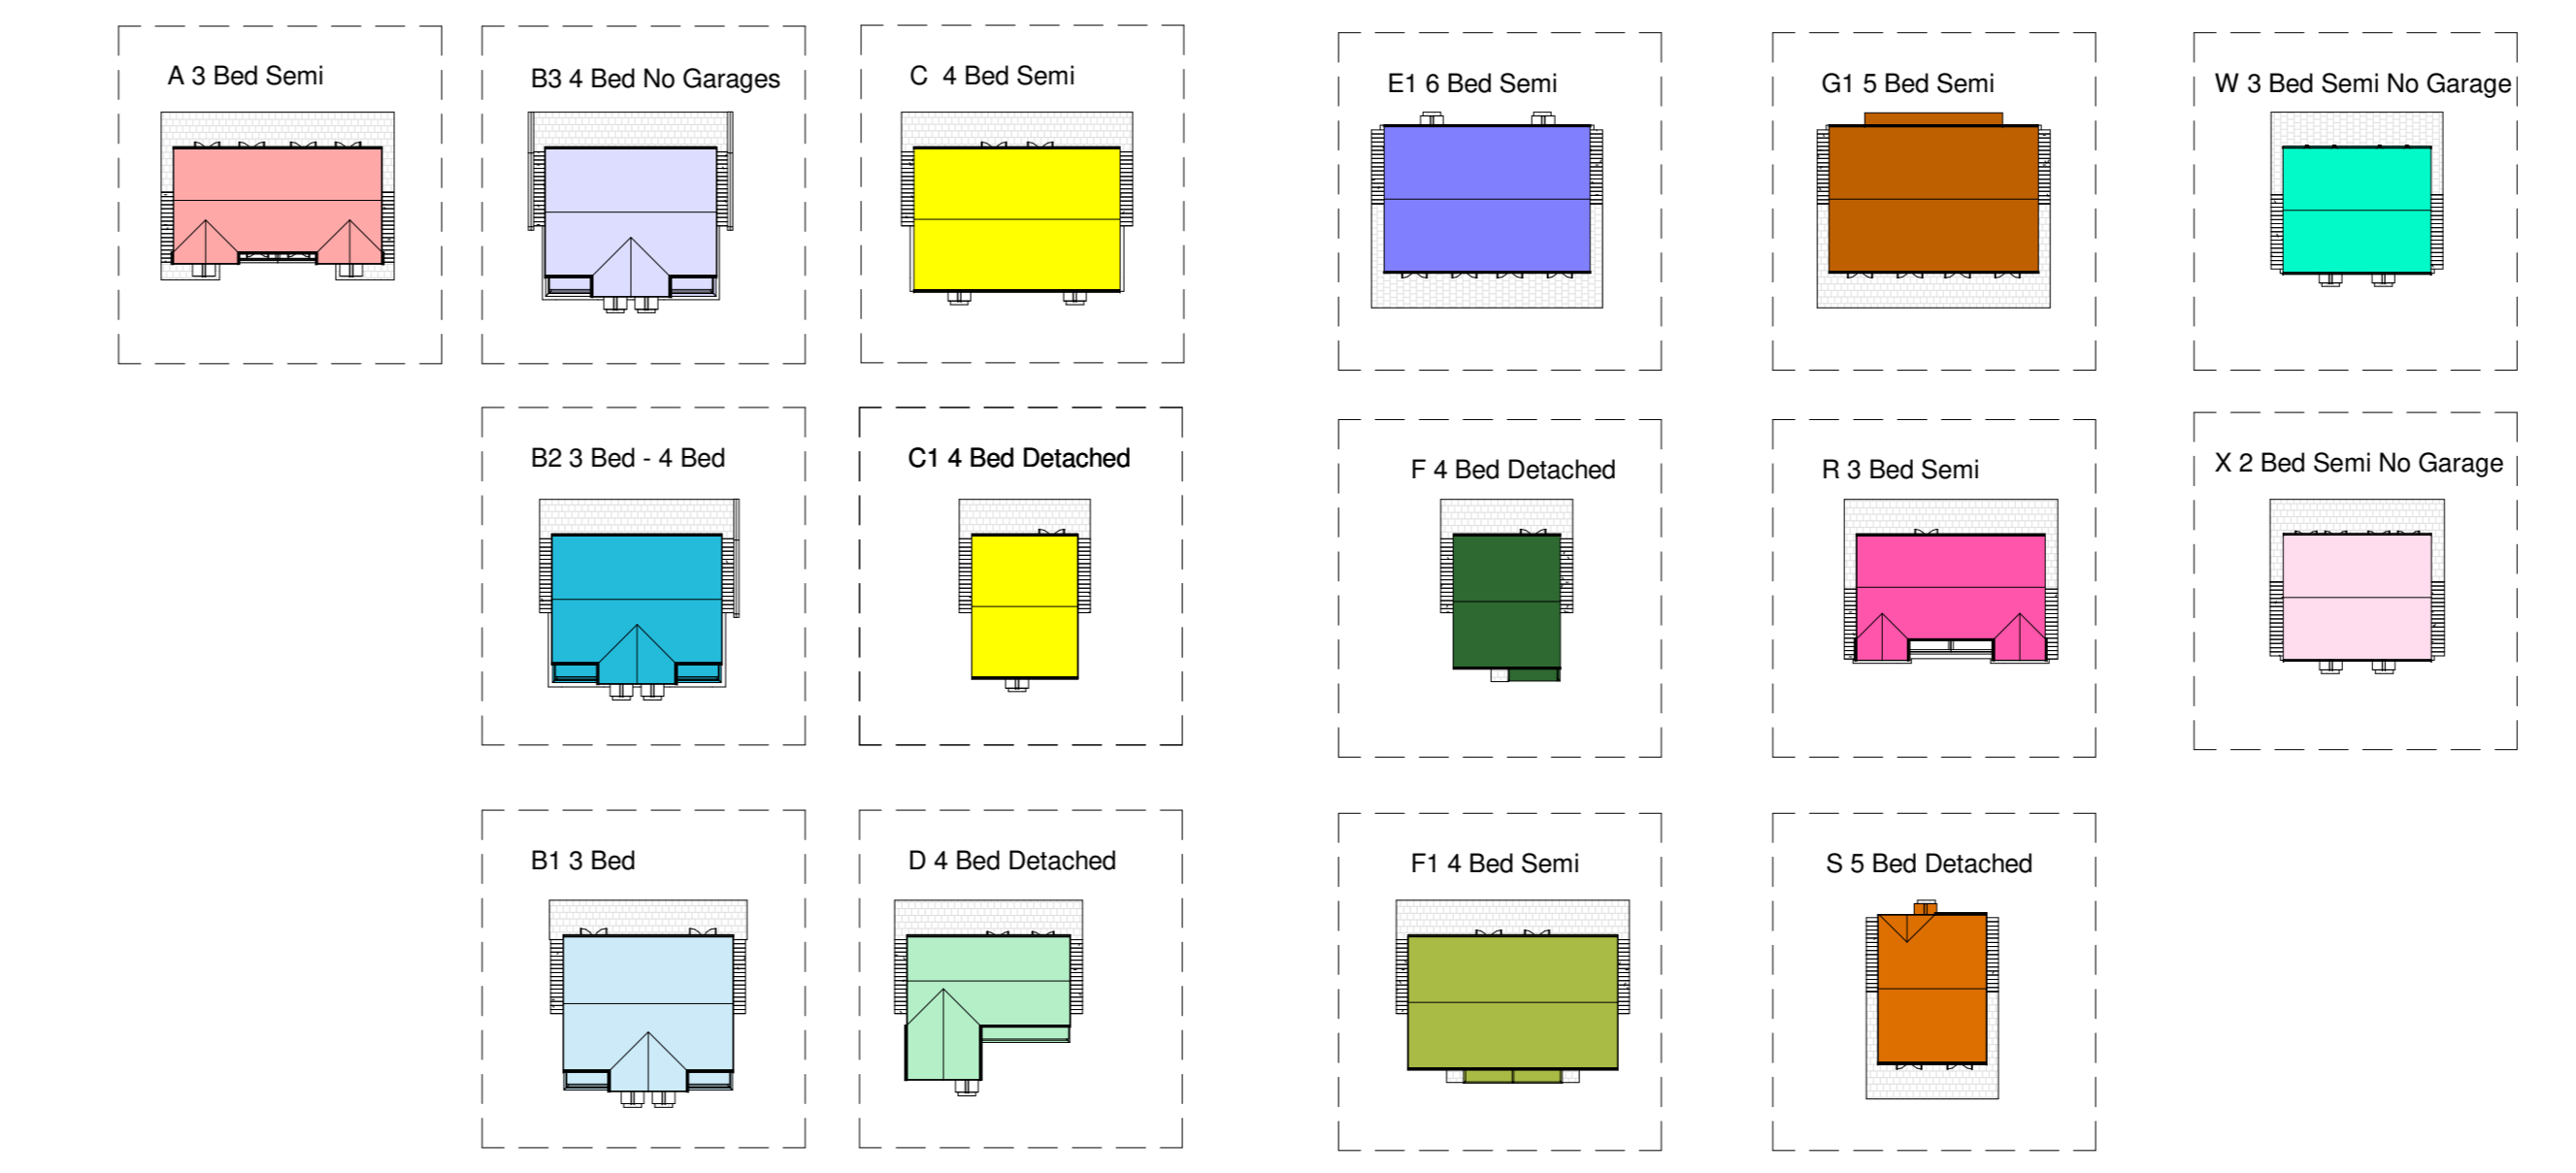 A 3 Bed Semi
B3 4 Bed No Garages
C  4 Bed Semi
E1 6 Bed Semi
G1 5 Bed Semi
W 3 Bed Semi No Garage
B2 3 Bed - 4 Bed
C1 4 Bed Detached
F 4 Bed Detached
R 3 Bed Semi
X 2 Bed Semi No Garage
B1 3 Bed
D 4 Bed Detached
F1 4 Bed Semi
S 5 Bed Detached